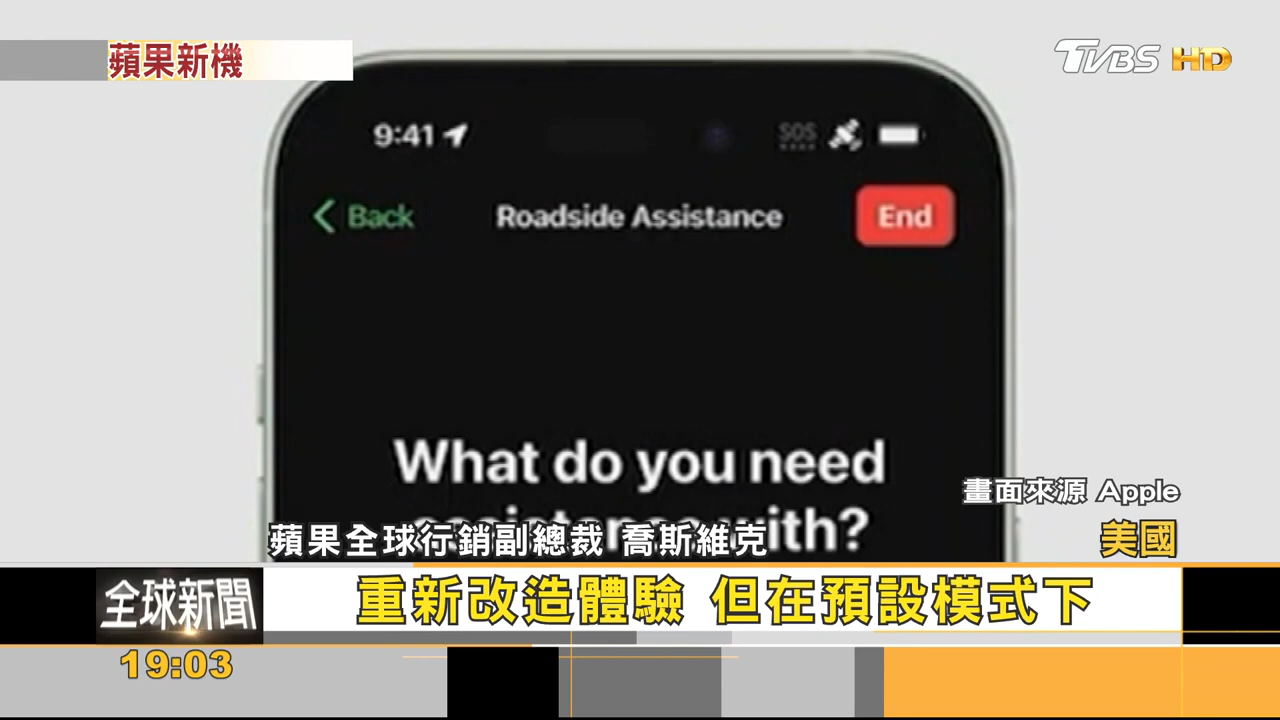 蘋果新機
TVBS HD
9:41
SOS
Back
Roadside Assistance
End
What do you need
with?
畫面來源 Apple
蘋果全球行銷副總裁 喬斯維克
美國
全球新聞
重新改造體驗 但在預設模式下
19:03